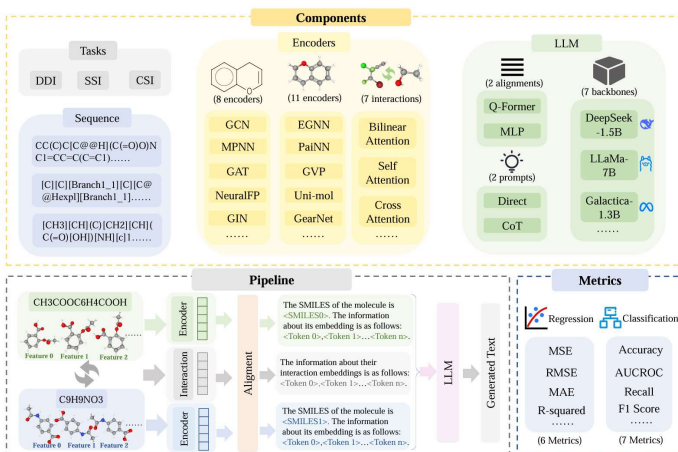 Components
Tasks
DDI
SSI
CSI
Sequence
CC(C)C[C@@H](C(=O)O)N
C1=CC=C(C=C1)......
[C][C][Branch1_1][C][C@
@Hexpl][Branch1_1]......
[CH3][CH](C)[CH2][CH](
C(=O)[OH])[NH][c]1......
Encoders
(8 encoders)
(11 encoders)
(7 interactions)
GCN
MPNN
GAT
NeuralFP
GIN
......
EGNN
PaiNN
GVP
Uni-mol
GearNet
......
Bilinear
Attention
Self
Attention
Cross
Attention
......
LLM
(2 alignments)
Q-Former
MLP
(2 prompts)
Direct
CoT
(7 backbones)
DeepSeek
-1.5B
LLaMa-
7B
Galactica-
1.3B
......
Pipeline
CH3COOC6H4COOH
......
Feature 0
Feature 1
Feature 2
C9H9NO3
......
Feature 0
Feature 1
Feature 2
Encoder
Interaction
Encoder
Aligment
The SMILES of the molecule is
<SMILES0>. The information
about its embedding is as follows:
<Token 0>,<Token 1>…<Token n>.
The information about their
interaction embeddings is as follows:
<Token 0>,<Token 1>…<Token n>.
The SMILES of the molecule is
<SMILES1>. The information
about its embedding is as follows:
<Token 0>,<Token 1>…<Token n>.
LLM
Generated Text
Metrics
Regression
Classification
MSE
RMSE
MAE
R-squared
......
(6 Metrics)
Accuracy
AUCROC
Recall
F1 Score
......
(7 Metrics)